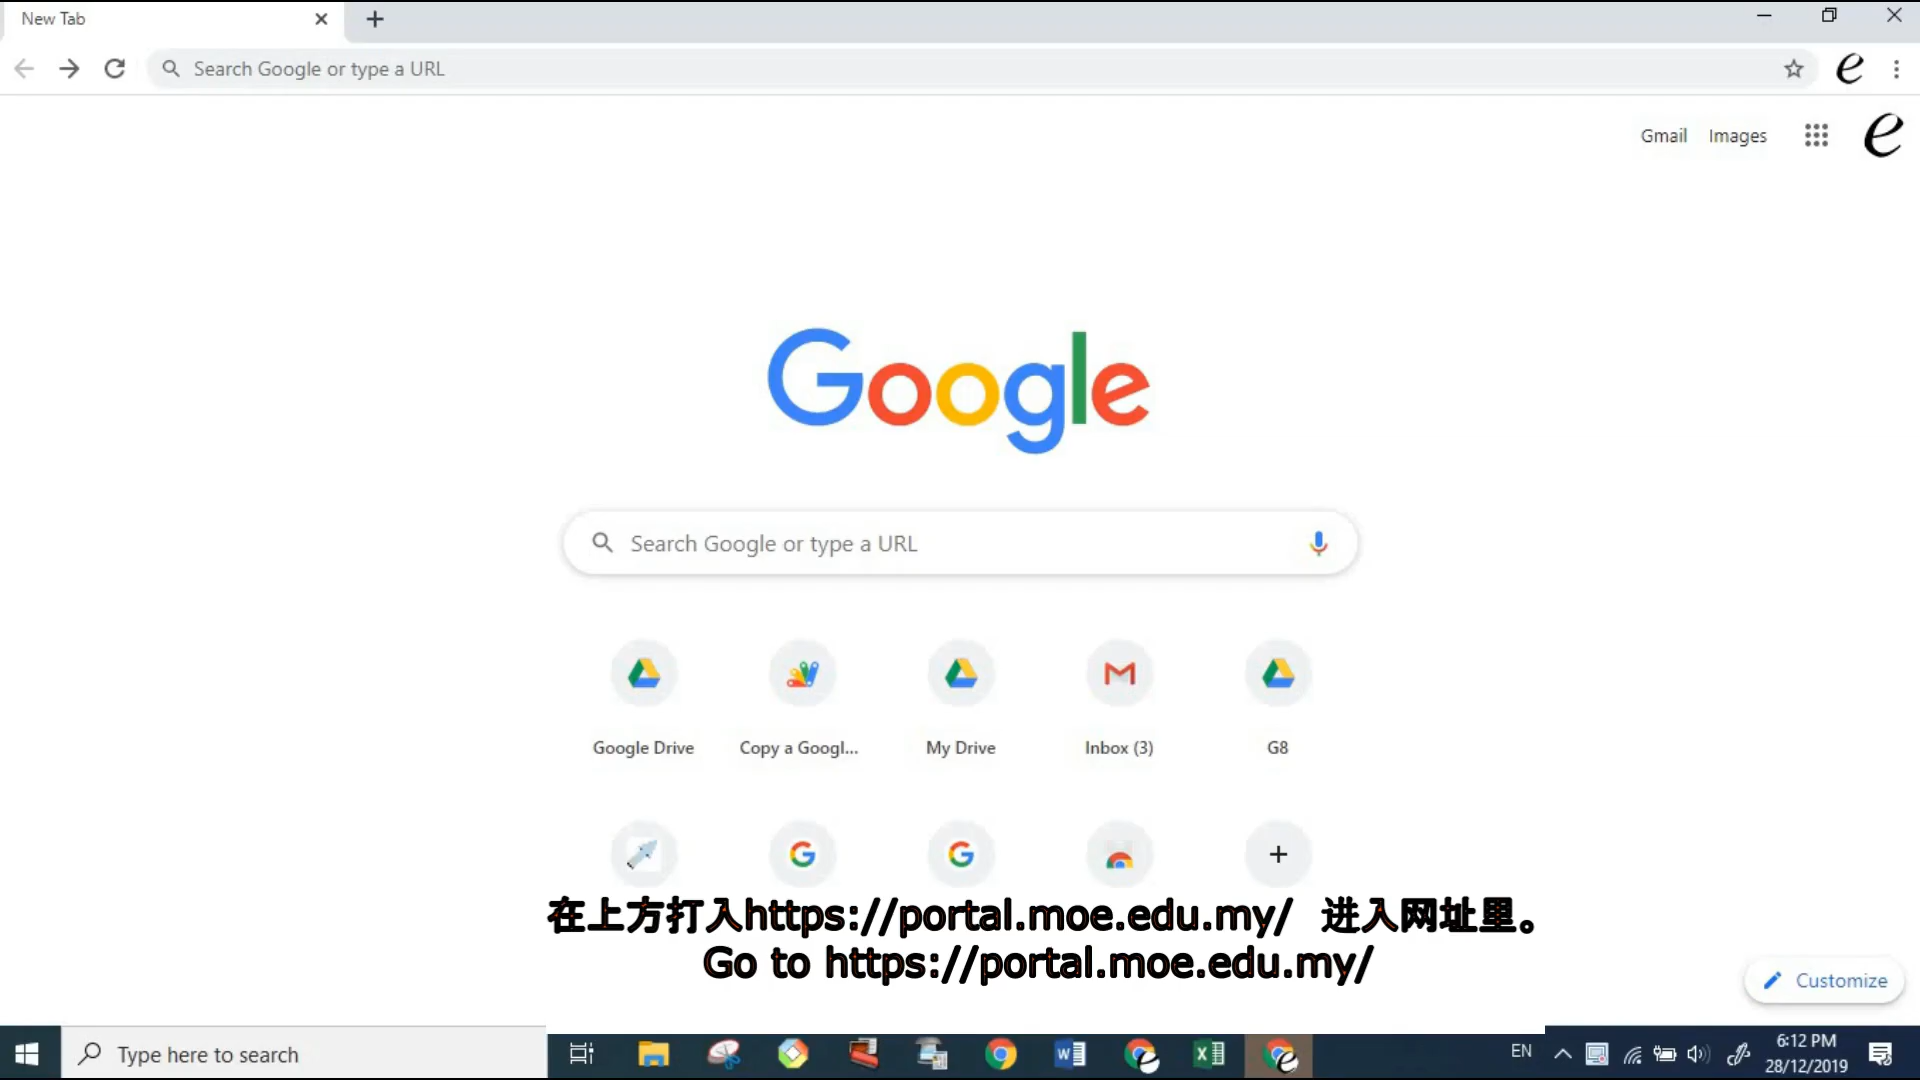 New Tab
Search Google or type a URL
Gmail Images
Google
Search Google or type a URL
Google Drive
Copy a Googl...
My Drive
Inbox (3)
G8
在上方打入https://portal.moe.edu.my/ 进入网址里。
Go to https://portal.moe.edu.my/
Customize
Type here to search
EN
6:12 PM
28/12/2019